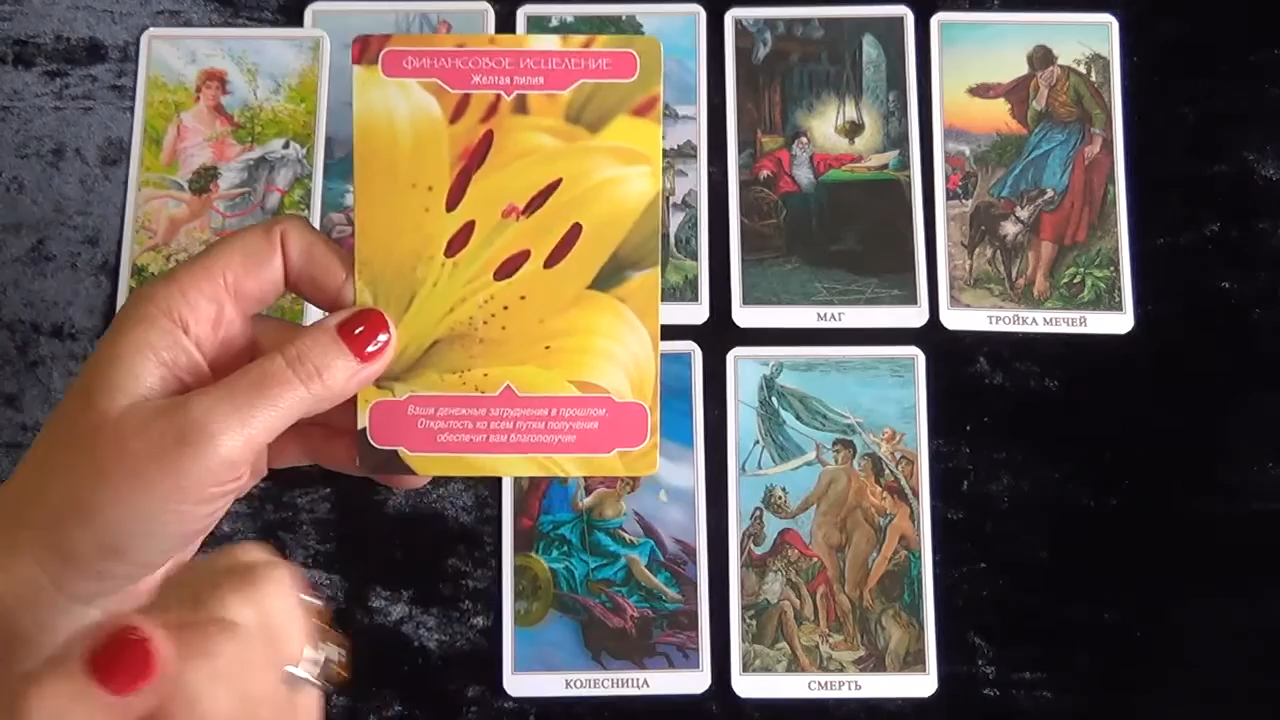 ФИНАНСОВОЕ ИСЦЕЛЕНИЕ
Желтая лилия
Ваши денежные затруднения в прошлом.
Открытость ко всем путям получения
обеспечит вам благополучие
МАГ
ТРОЙКА МЕЧЕЙ
КОЛЕСНИЦА
СМЕРТЬ